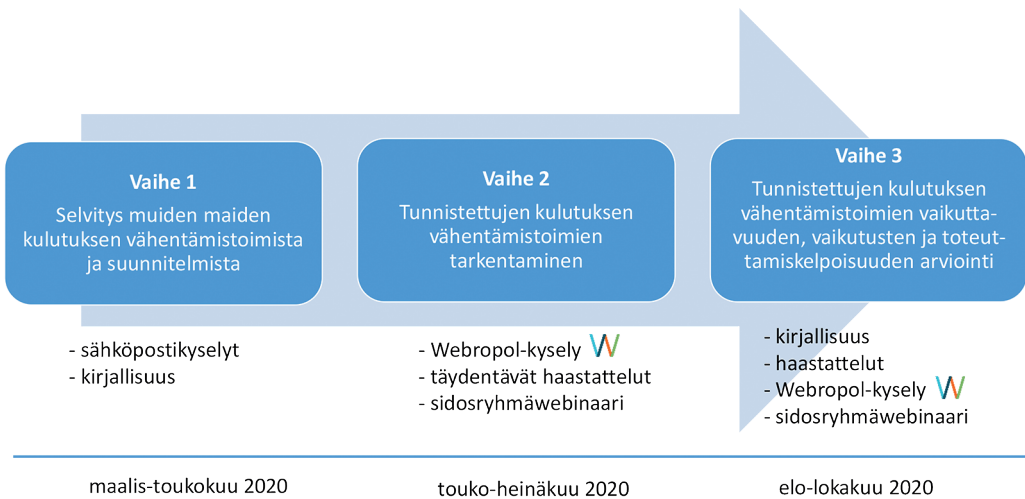 Vaihe 1
Selvitys muiden maiden
kulutuksen vähentämistoimista
ja suunnitelmista
- sähköpostikyselyt
- kirjallisuus
maalis-toukokuu 2020
Vaihe 2
Tunnistettujen kulutuksen
vähentämistoimien
tarkentaminen
- Webropol-kysely
- täydentävät haastattelut
- sidosryhmäwebinaari
touko-heinäkuu 2020
Vaihe 3
Tunnistettujen kulutuksen
vähentämistoimien vaikutta-
vuuden, vaikutusten ja toteut-
tamiskelpoisuuden arviointi
- kirjallisuus
- haastattelut
- Webropol-kysely
- sidosryhmäwebinaari
elo-lokakuu 2020